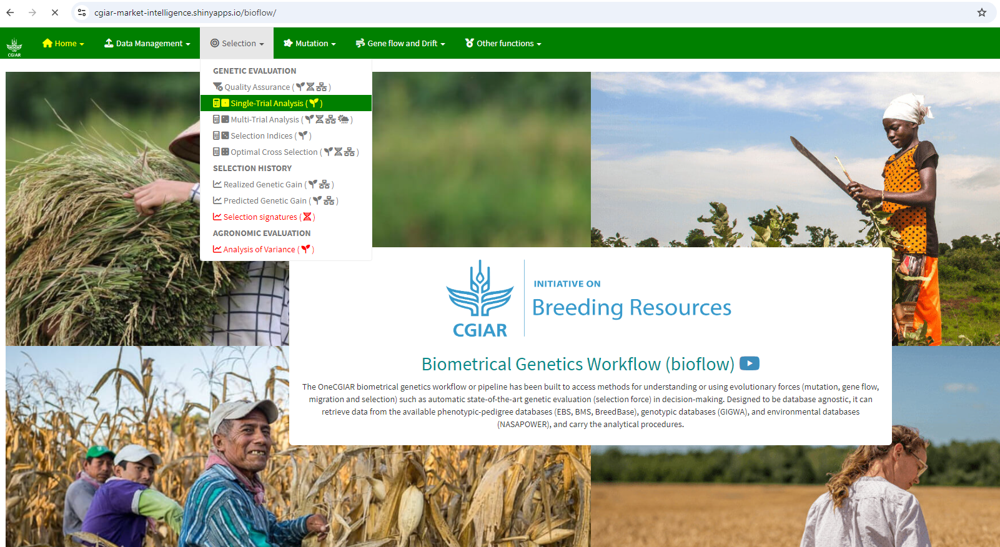 cgiar-market-intelligence.shinyapps.io/bioflow/
CGIAR
Home
Data Management
Selection
Mutation
Gene flow and Drift
Other functions
GENETIC EVALUATION
Quality Assurance ( )
Single-Trial Analysis ( )
Multi-Trial Analysis ( )
Selection Indices ( )
Optimal Cross Selection ( )
SELECTION HISTORY
Realized Genetic Gain ( )
Predicted Genetic Gain ( )
Selection signatures ( )
AGRONOMIC EVALUATION
Analysis of Variance ( )
CGIAR
INITIATIVE ON
Breeding Resources
Biometrical Genetics Workflow (bioflow)
The OneCGIAR biometrical genetics workflow or pipeline has been built to access methods for understanding or using evolutionary forces (mutation, gene flow,
migration and selection) such as automatic state-of-the-art genetic evaluation (selection force) in decision-making. Designed to be database agnostic, it can
retrieve data from the available phenotypic-pedigree databases (EBS, BMS, BreedBase), genotypic databases (GIGWA), and environmental databases
(NASAPOWER), and carry the analytical procedures.